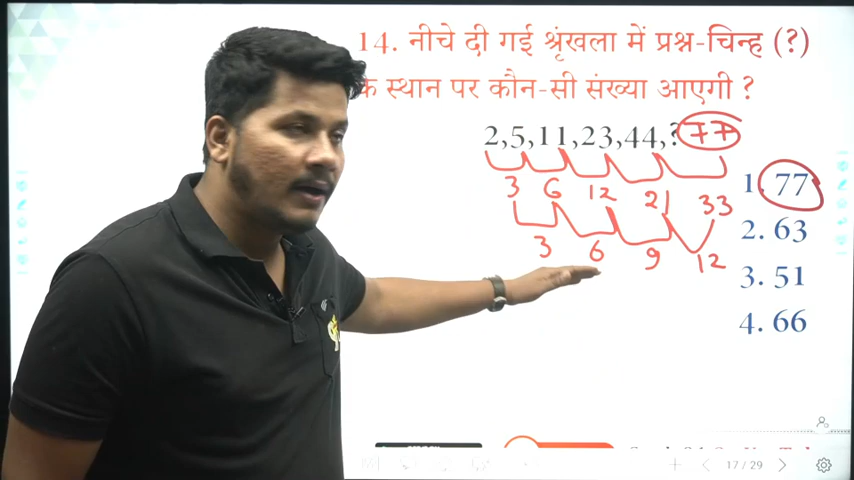 14. नीचे दी गई श्रृंखला में प्रश्न-चिन्ह (?)
के स्थान पर कौन-सी संख्या आएगी ?
2,5,11,23,44,? 77
3 6 12 21 33
3 6 9 12
1. 77
2. 63
3. 51
4. 66
17/29